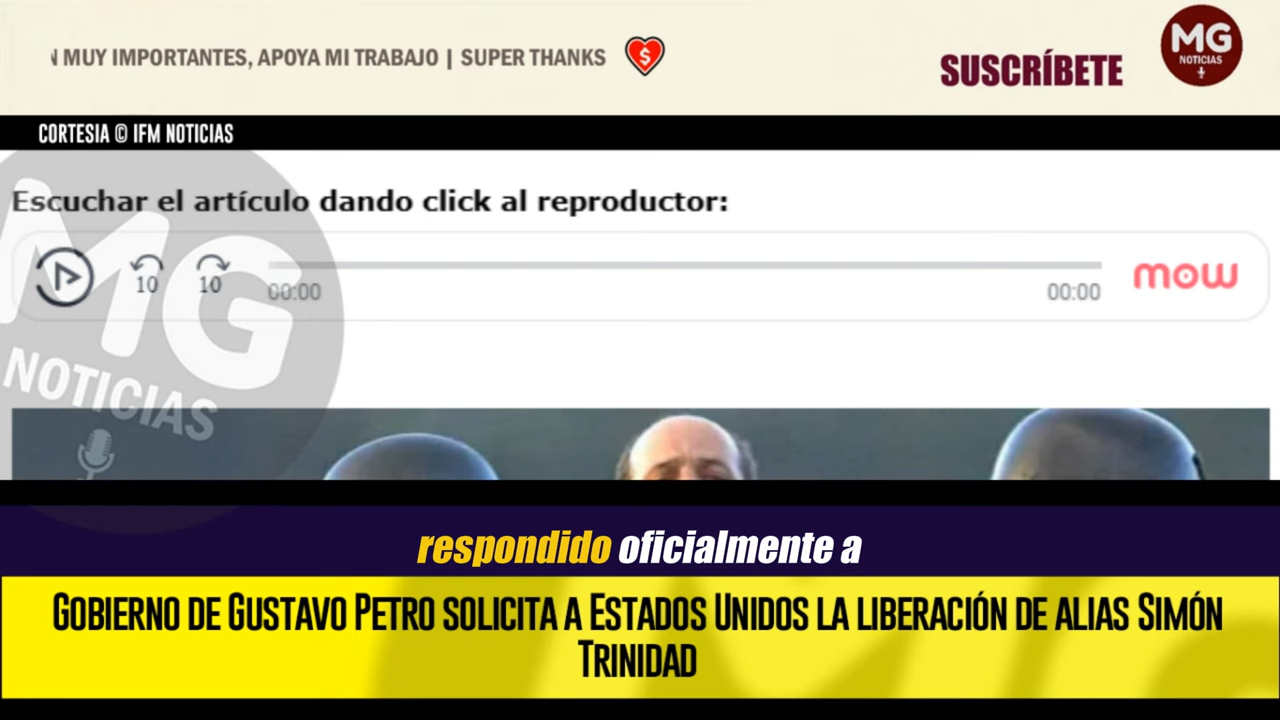 N MUY IMPORTANTES, APOYA MI TRABAJO | SUPER THANKS
$
SUSCRÍBETE
MG
NOTICIAS
CORTESIA © IFM NOTICIAS
Escuchar el artículo dando click al reproductor:
10
10
00:00
00:00
mow
MG
NOTICIAS
respondido oficialmente a
GOBIERNO DE GUSTAVO PETRO SOLICITA A ESTADOS UNIDOS LA LIBERACIÓN DE ALIAS SIMÓN
TRINIDAD